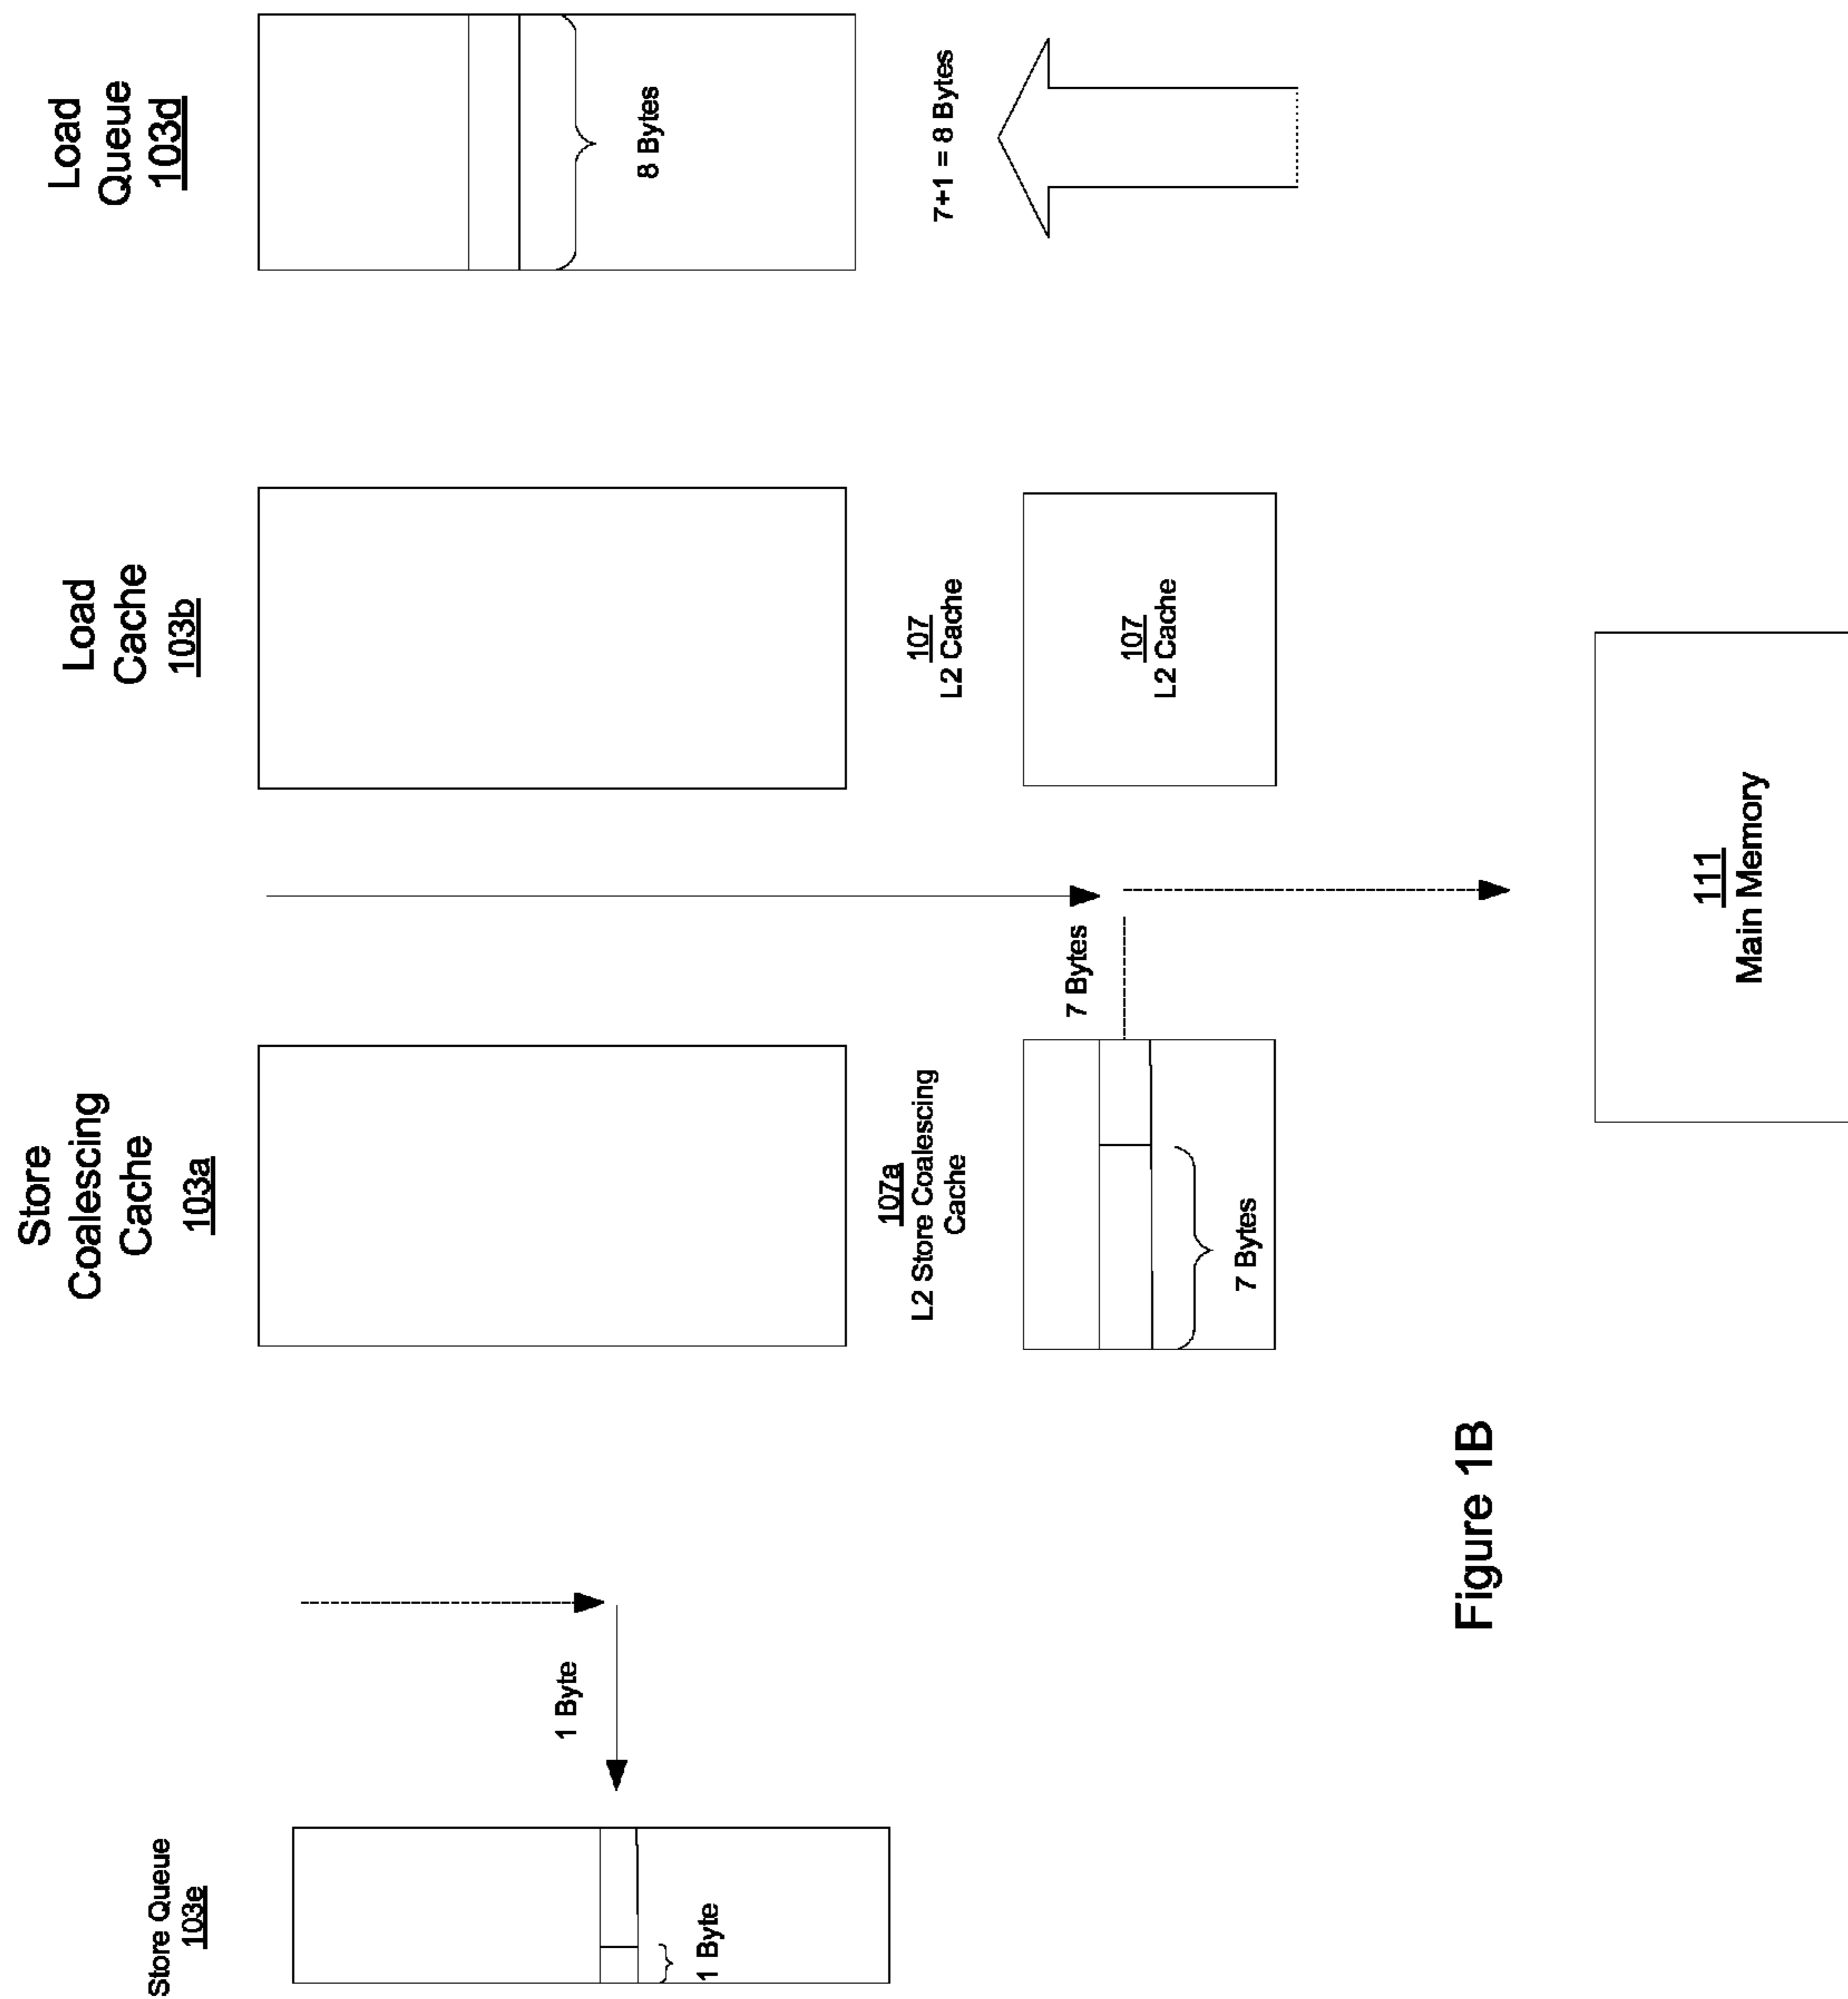 Store Queue
103e
1 Byte
1 Byte
Store
Coalescing
Cache
103a
107a
L2 Store Coalescing
Cache
7 Bytes
7 Bytes
Load
Cache
103b
107
L2 Cache
107
L2 Cache
Load
Queue
103d
8 Bytes
7+1 = 8 Bytes
111
Main Memory
Figure 1B